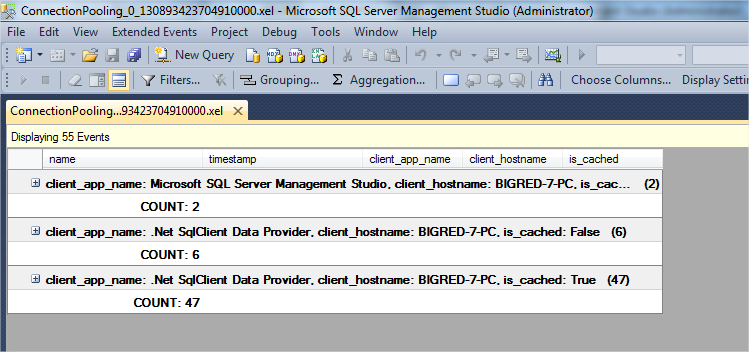 ConnectionPooling_0_130893423704910000.xel - Microsoft SQL Server Management Studio (Administrator)
File Edit View Extended Events Project Debug Tools Window Help
New Query
Filters... Grouping... Σ Aggregation... Choose Columns... Display Setti
ConnectionPooling...93423704910000.xel
Displaying 55 Events
name timestamp client_app_name client_hostname is_cached
client_app_name: Microsoft SQL Server Management Studio, client_hostname: BIGRED-7-PC, is_cac... (2)
COUNT: 2
client_app_name: .Net SqlClient Data Provider, client_hostname: BIGRED-7-PC, is_cached: False (6)
COUNT: 6
client_app_name: .Net SqlClient Data Provider, client_hostname: BIGRED-7-PC, is_cached: True (47)
COUNT: 47